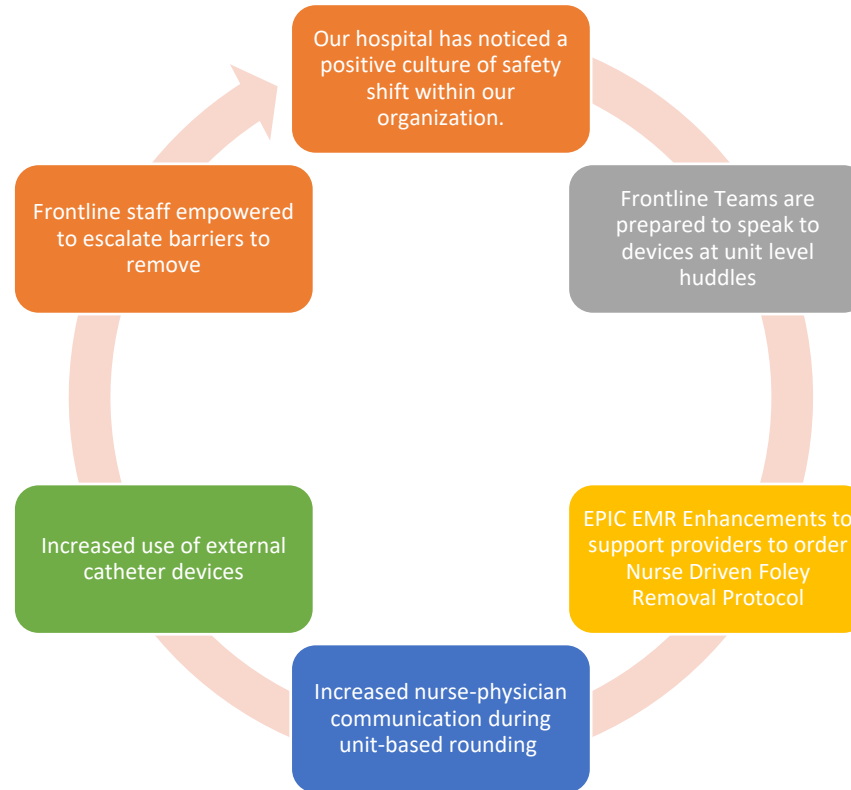 Our hospital has noticed a
positive culture of safety
shift within our
organization.
Frontline Teams are
prepared to speak to
devices at unit level
huddles
EPIC EMR Enhancements to
support providers to order
Nurse Driven Foley
Removal Protocol
Increased nurse-physician
communication during
unit-based rounding
Increased use of external
catheter devices
Frontline staff empowered
to escalate barriers to
remove